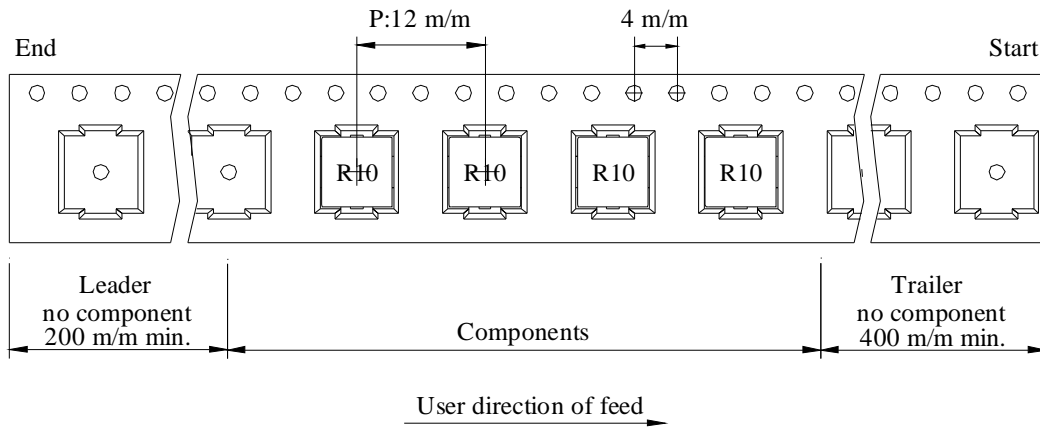 P:12 m/m
4 m/m
End
Start
R10
R10
R10
R10
Leader
no component
200 m/m min.
Components
Trailer
no component
400 m/m min.
User direction of feed